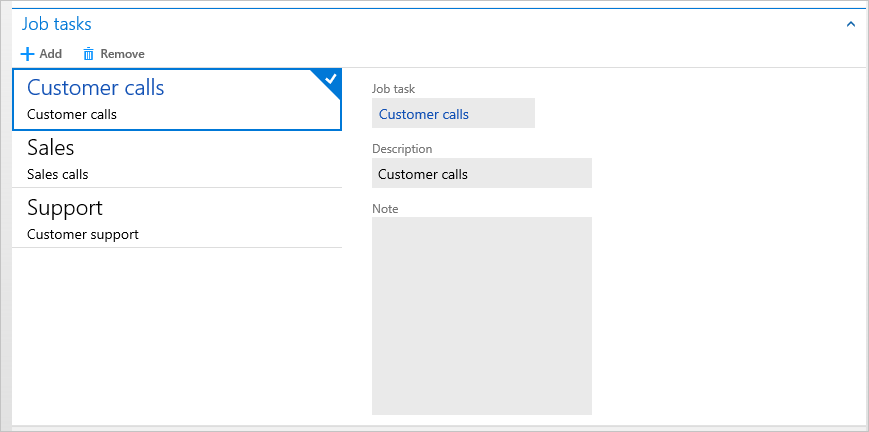 Job tasks
Add Remove
Customer calls
Customer calls
Sales
Sales calls
Support
Customer support
Job task
Customer calls
Description
Customer calls
Note